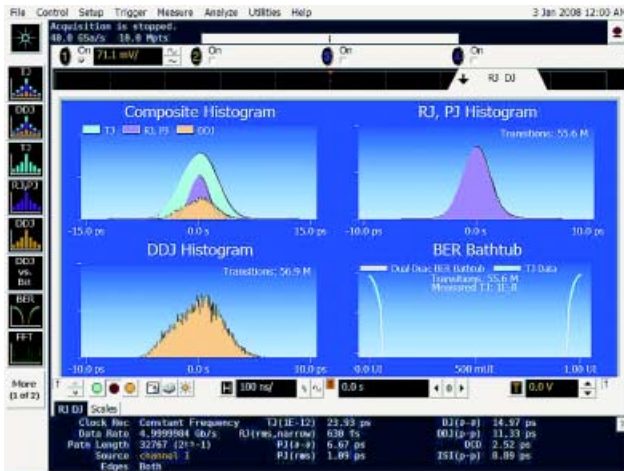 File Control Setup Trigger Measure Analyze Utilities Help 3 Jan 2008 12:00 AM
Acquisition is stopped.
40.0 GSa/s 10.0 Mpts
1 On 71.1 mV/ 2 On 3 On 4 On
RJ DJ
TJ
DDJ
TJ
RJ,PJ
DDJ
DDJ
vs.
Bit
BER
FFT
More
(1 of 2)
Composite Histogram
TJ RJ, PJ DDJ
-15.0 ps 0.0 s 15.0 ps
RJ, PJ Histogram
Transitions: 55.6 M
-10.0 ps 0.0 s 10.0 ps
DDJ Histogram
Transitions: 56.9 M
-10.0 ps 0.0 s 10.0 ps
BER Bathtub
Dual-Dirac BER Bathtub TJ Data
Transitions: 55.6 M
Measured TJ: 1E-8
0.0 UI 500 mUI 1.00 UI
H 100 ns/ 0.0 s 0 T 0.0 V
RJ DJ Scales
Clock Rec Constant Frequency TJ(1E-12) 23.93 ps DJ(δ-δ) 14.97 ps
Data Rate 4.9999984 Gb/s RJ(rms,narrow) 638 fs DDJ(p-p) 11.33 ps
Path Length 32767 PJ(δ-δ) 6.67 ps DCD 2.52 ps
Source channel 1 PJ(rms) 1.89 ps ISI(p-p) 8.89 ps
Edges Both